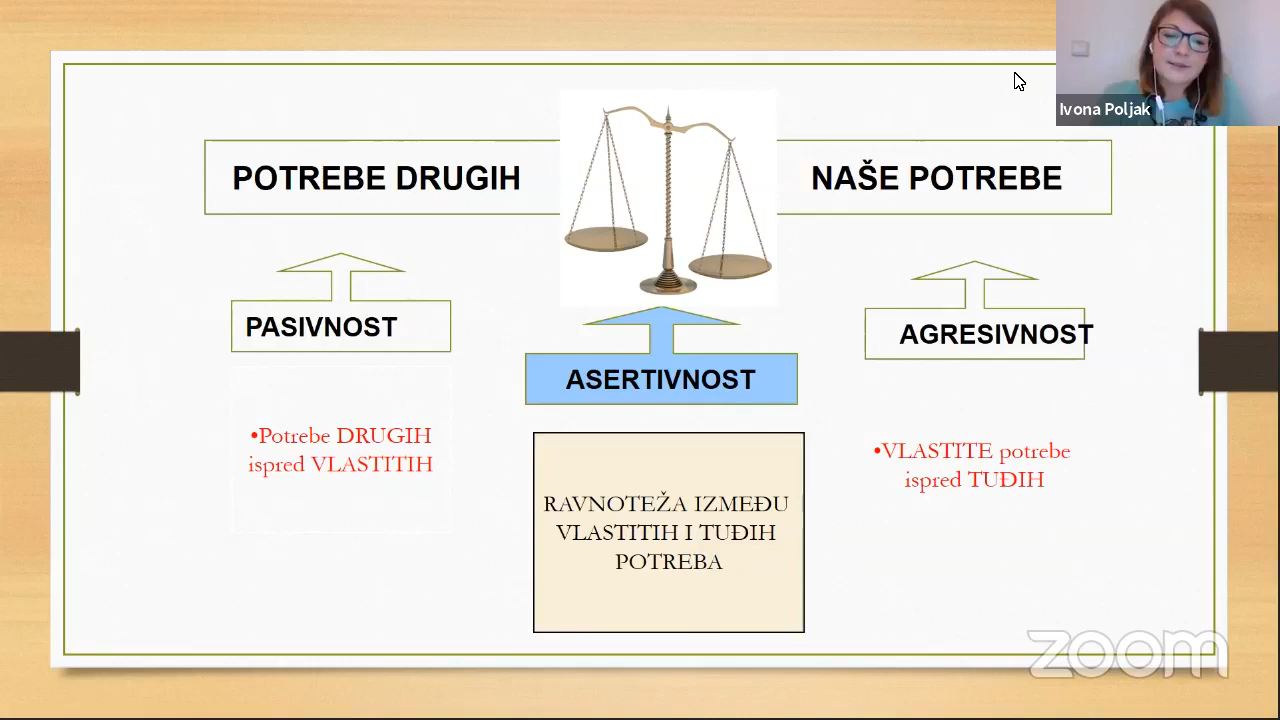 Ivona Poljak
POTREBE DRUGIH
NAŠE POTREBE
PASIVNOST
AGRESIVNOST
ASERTIVNOST
•Potrebe DRUGIH
ispred VLASTITIH
•VLASTITE potrebe
ispred TUĐIH
RAVNOTEŽA IZMEĐU
VLASTITIH I TUĐIH
POTREBA
zoom